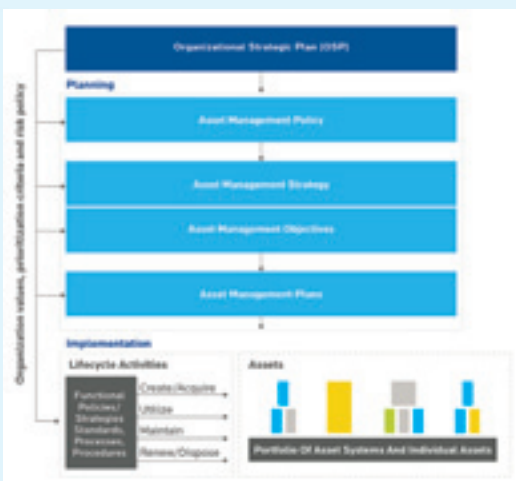 Organizational Strategic Plan (OSP)
Organization values, prioritization criteria and risk policy
Planning
Asset Management Policy
Asset Management Strategy
Asset Management Objectives
Asset Management Plans
Implementation
Lifecycle Activities
Functional
Policies/
Strategies
Standards,
Processes,
Procedures
Create/Acquire
Utilize
Maintain
Renew/Dispose
Assets
Portfolio Of Asset Systems And Individual Assets